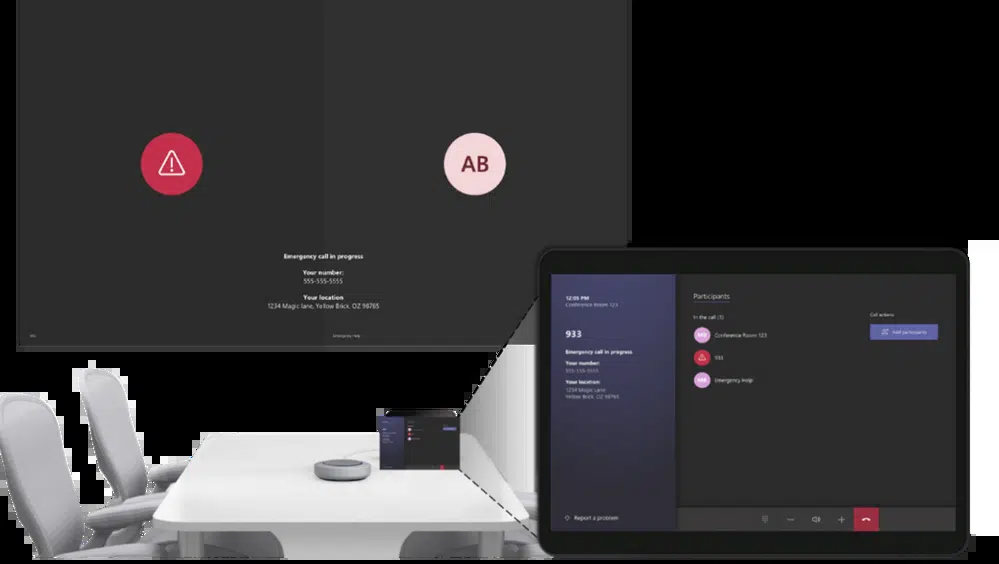 AB
Emergency call in progress
Your number:
555-555-5555
Your location
1234 Magic lane, Yellow Brick, OZ 98765
933
Emergency Help
12:05 PM
Conference Room 123
933
Emergency call in progress
Your number:
555-555-5555
Your location
1234 Magic Lane
Yellow Brick, OZ 98765
Report a problem
Participants
In the call (3)
Conference Room 123
933
Emergency Help
Call actions
Add participants